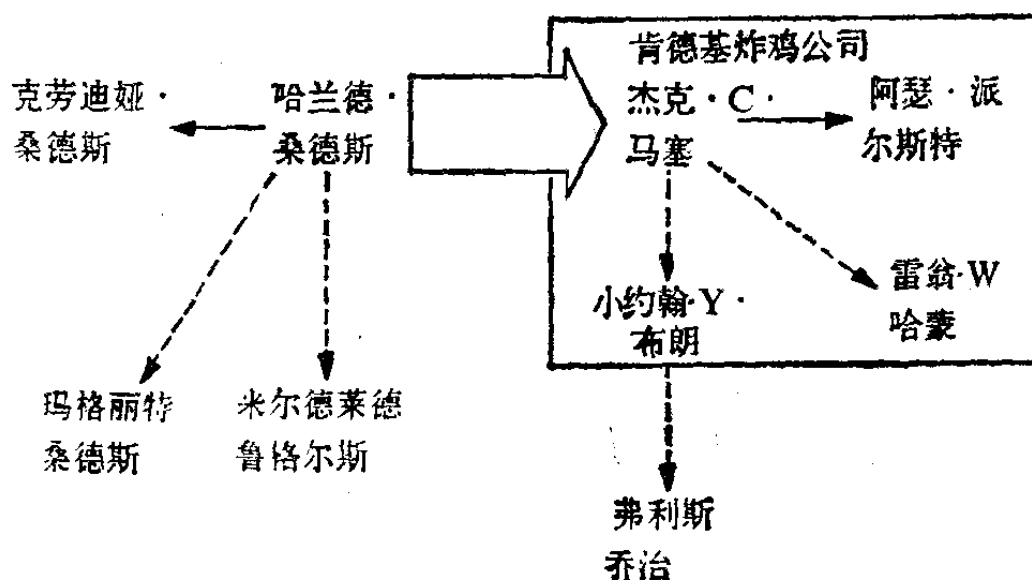 肯德基炸鸡公司
克劳迪娅·
桑德斯
哈兰德·
桑德斯
杰克·C·
马塞
阿瑟·派
尔斯特
小约翰·Y·
布朗
雷翁·W
哈蒙
玛格丽特
桑德斯
米尔德莱德
鲁格尔斯
弗利斯
乔治